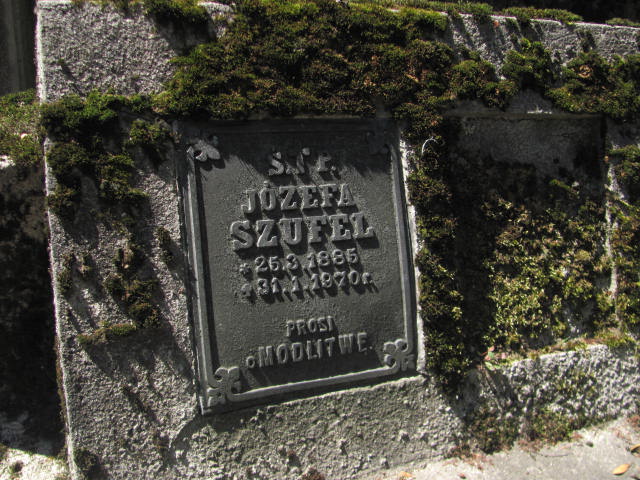 Ś. † P.
JÓZEFA
SZUFEL
* 25.3.1885
+ 31.1.1970 r.
PROSI
o MODLITWĘ.